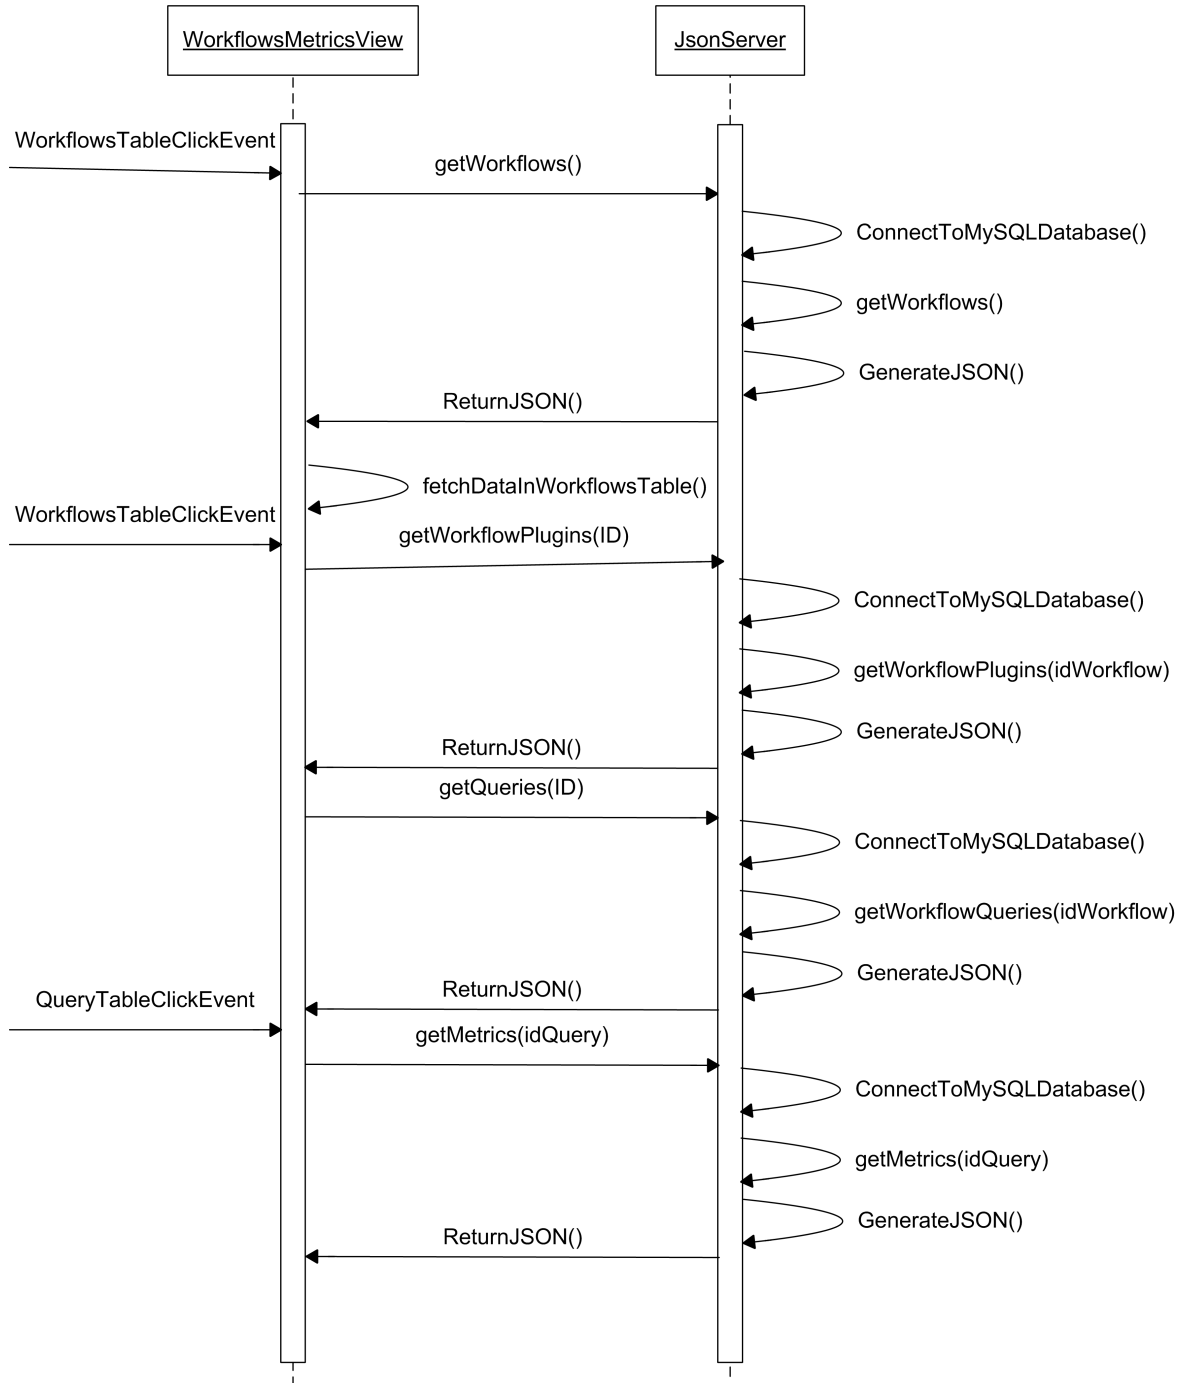 WorkflowsMetricsView
JsonServer
WorkflowsTableClickEvent
getWorkflows()
ConnectToMySQLDatabase()
getWorkflows()
GenerateJSON()
ReturnJSON()
fetchDataInWorkflowsTable()
WorkflowsTableClickEvent
getWorkflowPlugins(ID)
ConnectToMySQLDatabase()
getWorkflowPlugins(idWorkflow)
GenerateJSON()
ReturnJSON()
getQueries(ID)
ConnectToMySQLDatabase()
getWorkflowQueries(idWorkflow)
GenerateJSON()
ReturnJSON()
QueryTableClickEvent
getMetrics(idQuery)
ConnectToMySQLDatabase()
getMetrics(idQuery)
GenerateJSON()
ReturnJSON()